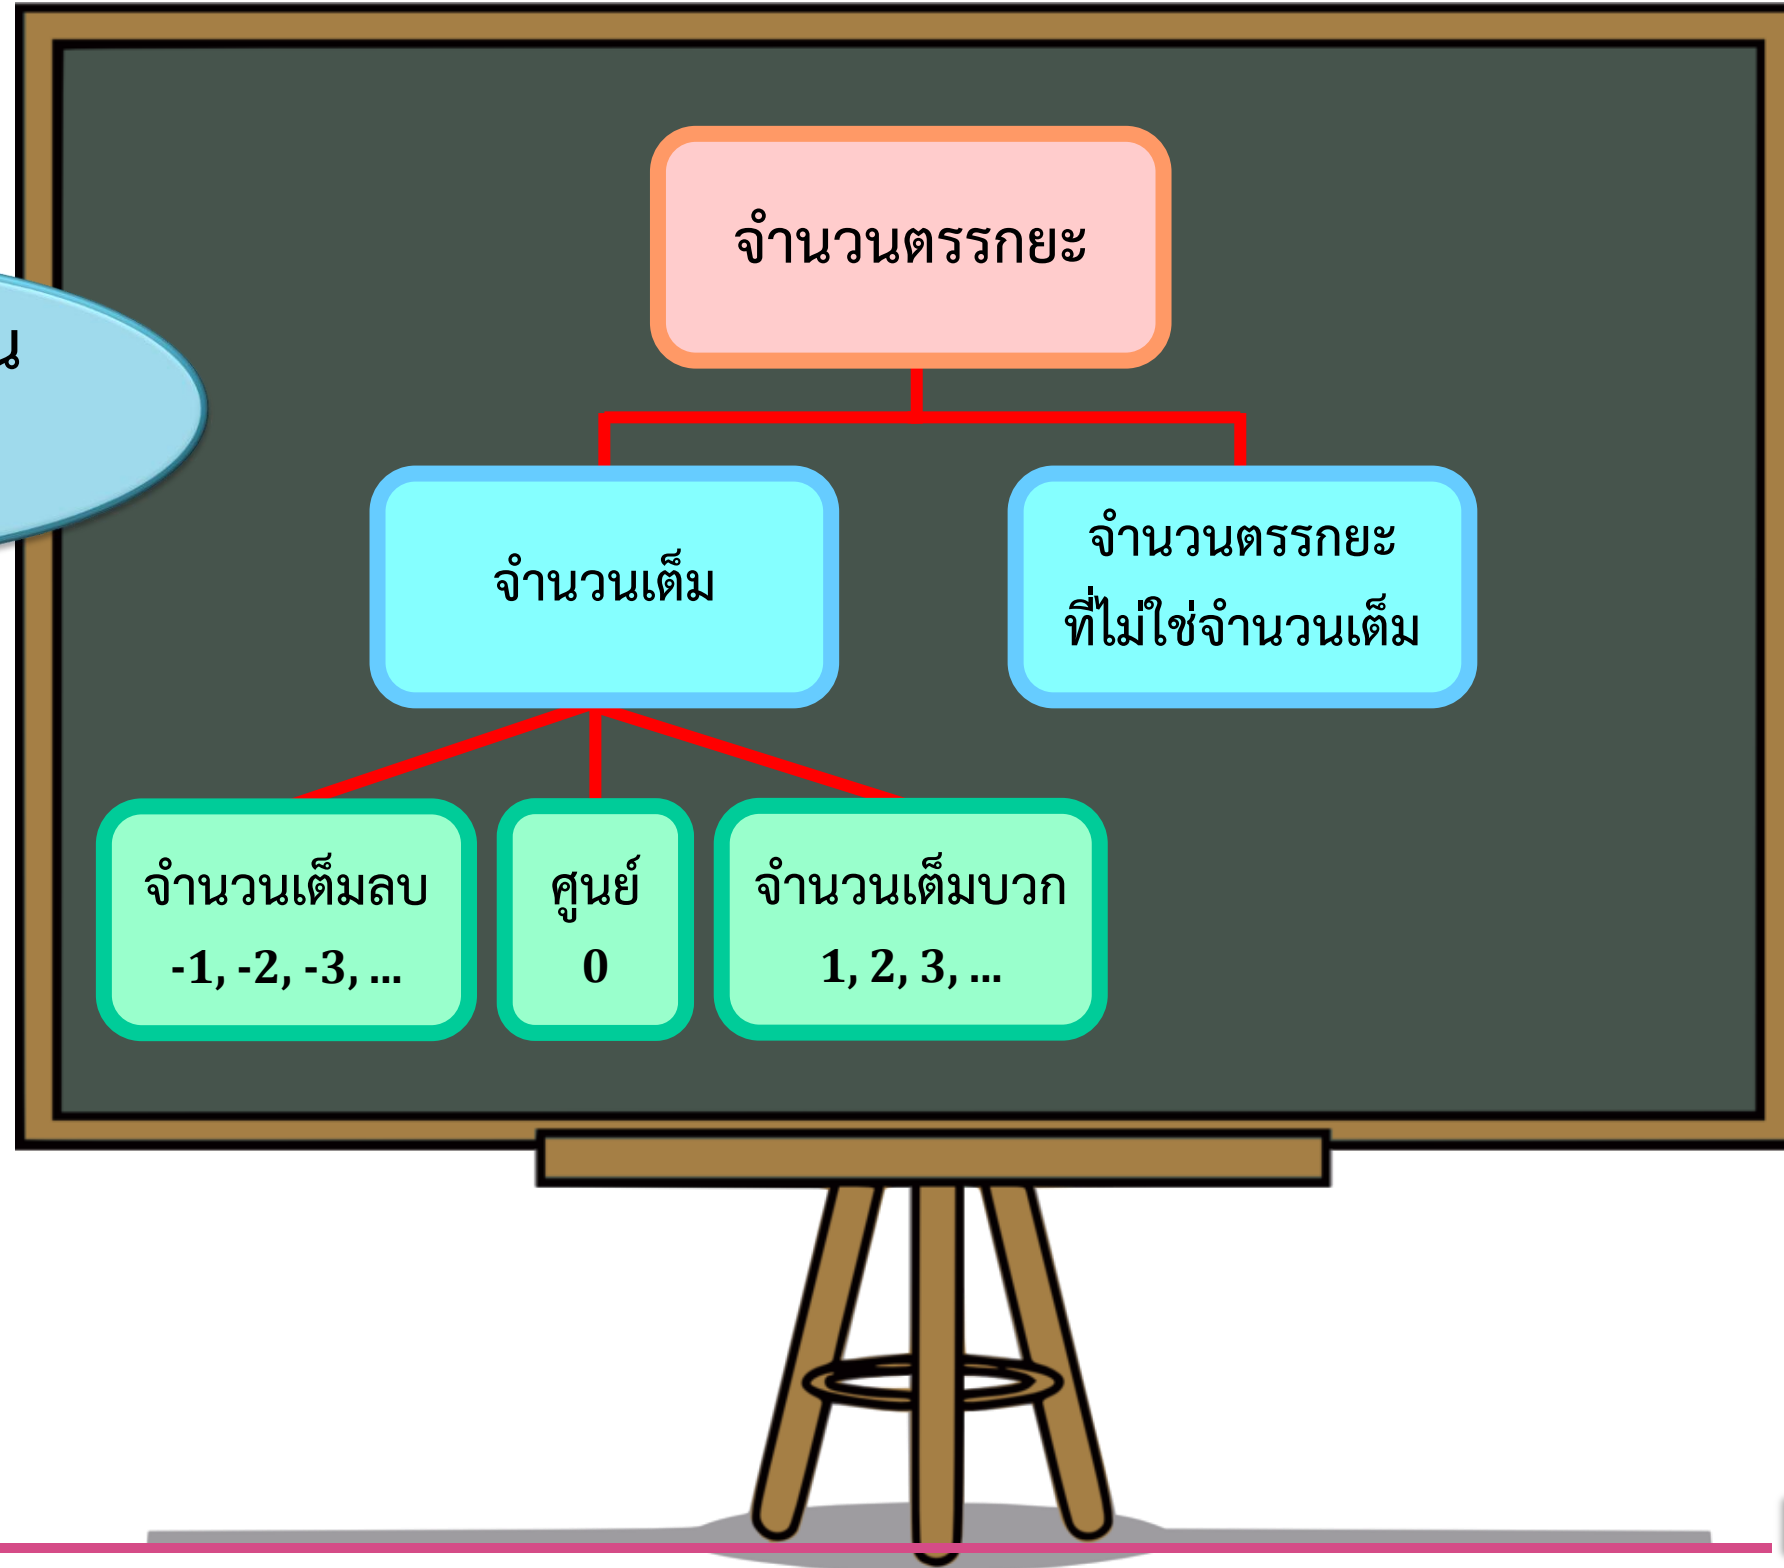 จำนวนตรรกยะ
จำนวนเต็ม
จำนวนตรรกยะ
ที่ไม่ใช่จำนวนเต็ม
จำนวนเต็มลบ
-1, -2, -3, ...
ศูนย์
0
จำนวนเต็มบวก
1, 2, 3, ...